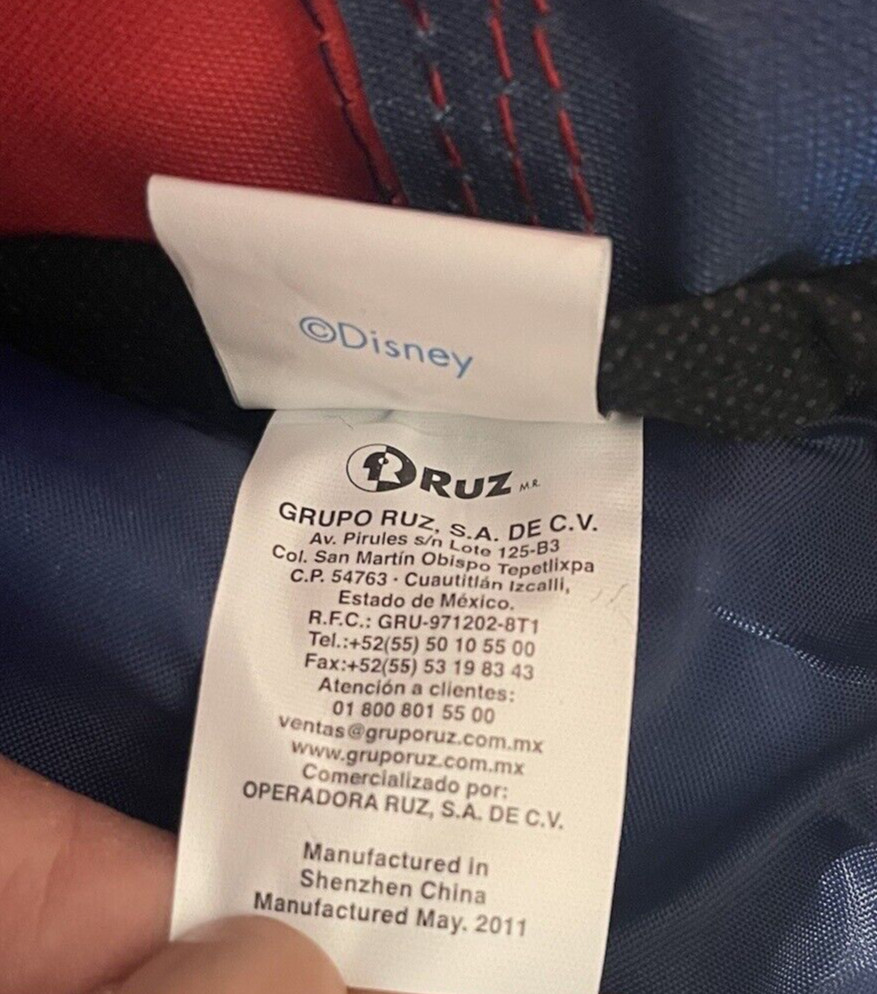 ©Disney
RUZ M.R.
GRUPO RUZ, S.A. DE C.V.
Av. Pirules s/n Lote 125-B3
Col. San Martín Obispo Tepetlixpa
C.P. 54763 · Cuautitlán Izcalli,
Estado de México.
R.F.C.: GRU-971202-8T1
Tel.:+52(55) 50 10 55 00
Fax:+52(55) 53 19 83 43
Atención a clientes:
01 800 801 55 00
ventas@gruporuz.com.mx
www.gruporuz.com.mx
Comercializado por:
OPERADORA RUZ, S.A. DE C.V.
Manufactured in
Shenzhen China
Manufactured May. 2011